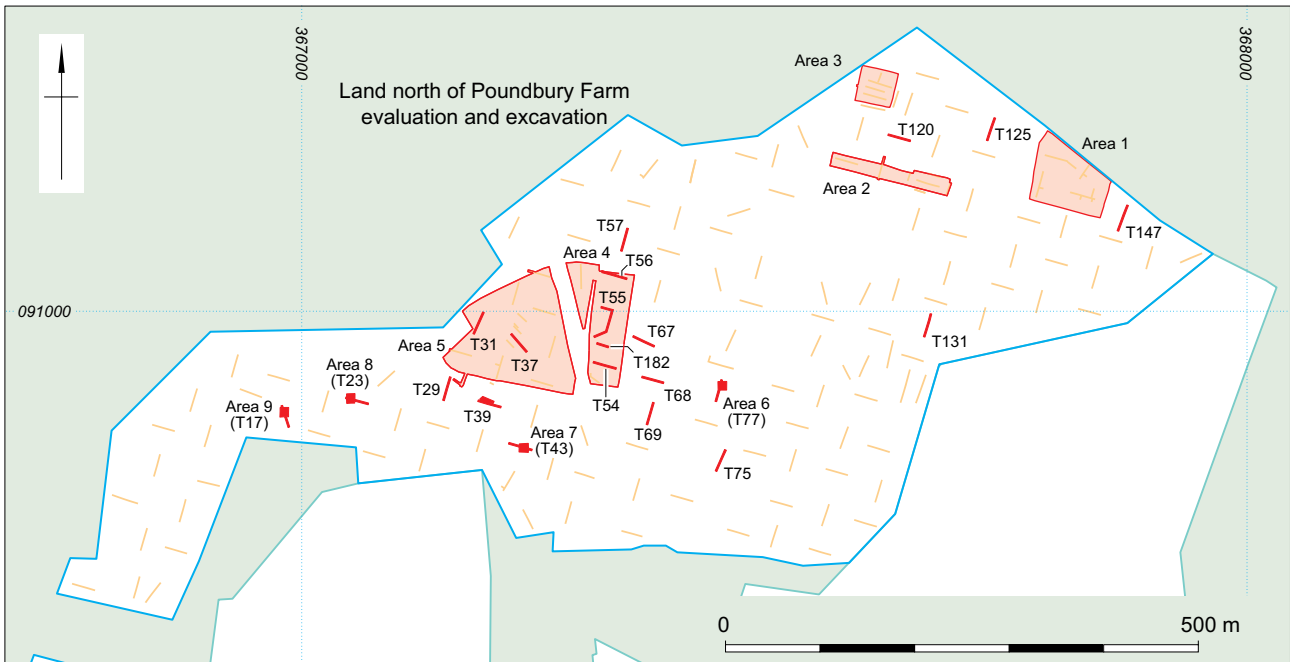 367000
368000
Land north of Poundbury Farm
evaluation and excavation
Area 3
T120
T125
Area 1
Area 2
T147
T57
Area 4
T56
091000
T55
T31
T37
Area 5
T67
T131
T182
Area 8
(T23)
T29
T54
T68
Area 9
(T17)
T39
Area 6
(T77)
T69
Area 7
(T43)
T75
0
500 m